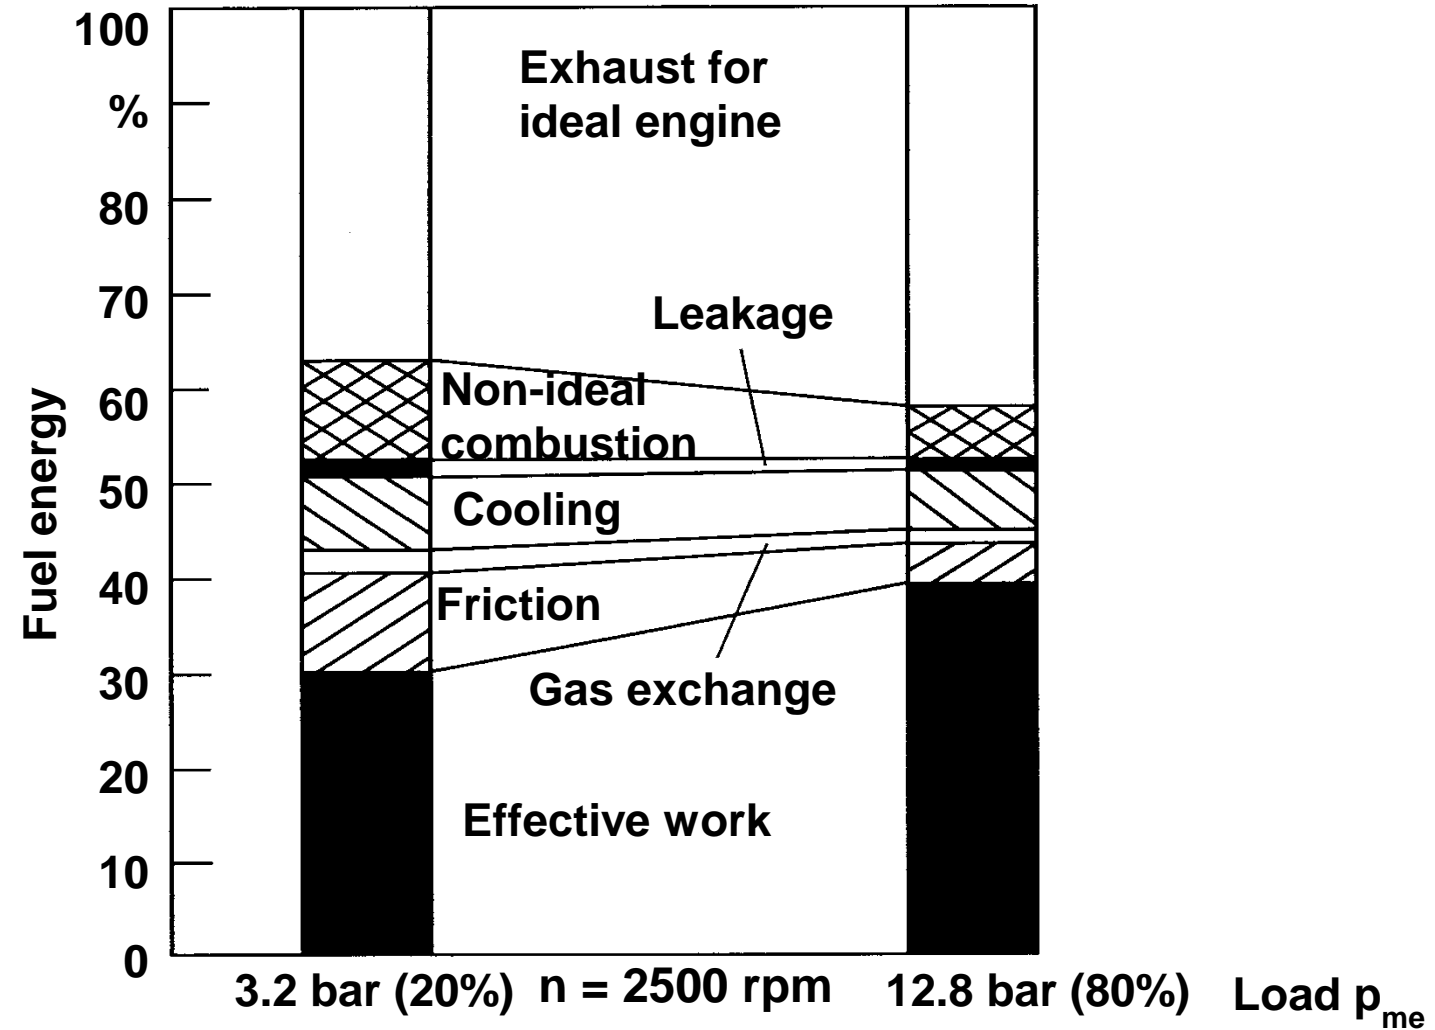 100
%
80
70
60
50
40
30
20
10
0
Fuel energy
Exhaust for
ideal engine
Leakage
Non-ideal
combustion
Cooling
Friction
Gas exchange
Effective work
3.2 bar (20%) n = 2500 rpm 12.8 bar (80%) Load pme